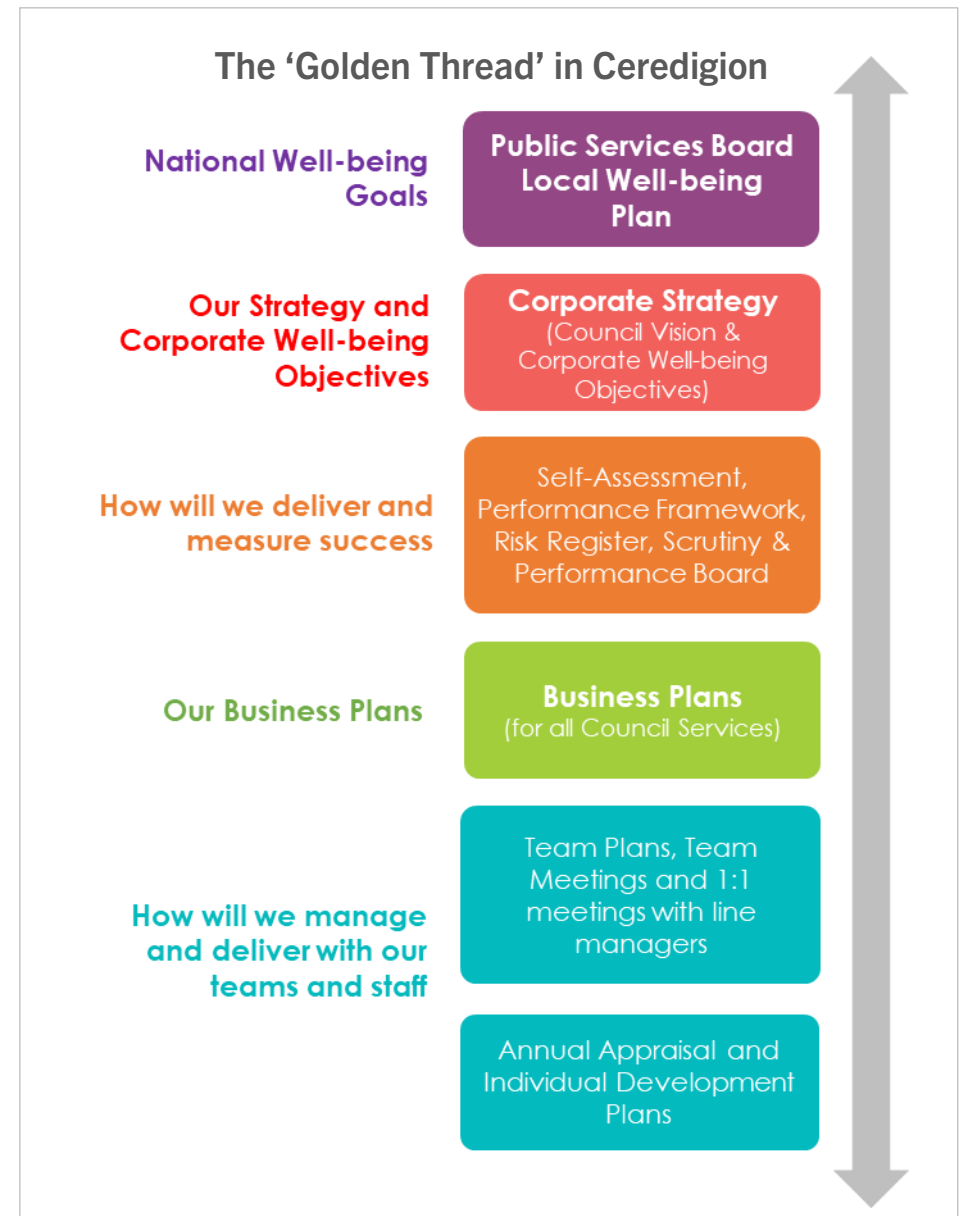 The ‘Golden Thread’ in Ceredigion
National Well-being
Goals
Public Services Board
Local Well-being
Plan
Our Strategy and
Corporate Well-being
Objectives
Corporate Strategy
(Council Vision &
Corporate Well-being
Objectives)
How will we deliver and
measure success
Self-Assessment,
Performance Framework,
Risk Register, Scrutiny &
Performance Board
Our Business Plans
Business Plans
(for all Council Services)
How will we manage
and deliver with our
teams and staff
Team Plans, Team
Meetings and 1:1
meetings with line
managers
Annual Appraisal and
Individual Development
Plans